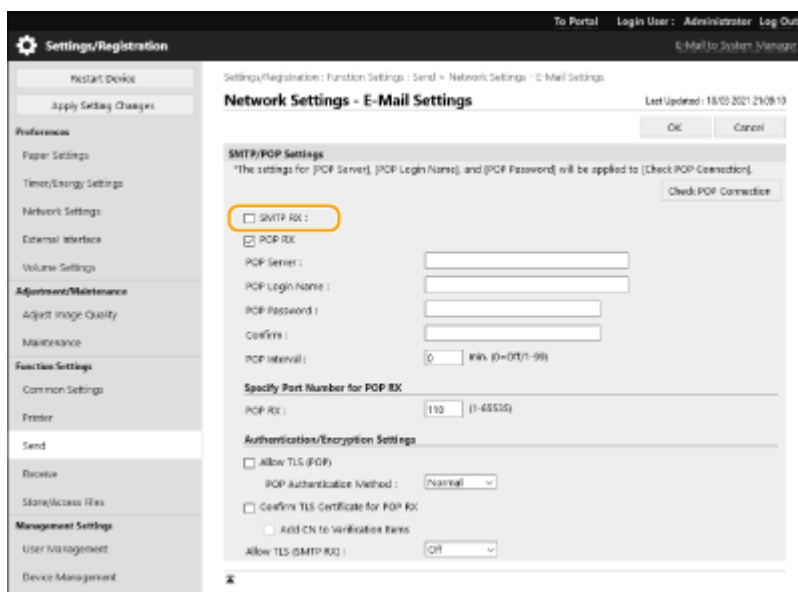 To Portal Login User : Administrator Log Out
Settings/Registration
E-Mail to System Manager
Restart Device
Apply Setting Changes
Preferences
Paper Settings
Timer/Energy Settings
Network Settings
External Interface
Volume Settings
Adjustment/Maintenance
Adjust Image Quality
Maintenance
Function Settings
Common Settings
Printer
Send
Receive
Store/Access Files
Management Settings
User Management
Device Management
Settings/Registration : Function Settings : Send > Network Settings - E-Mail Settings
Network Settings - E-Mail Settings
Last Updated : 18/03 2021 21:09:10
OK Cancel
SMTP/POP Settings
*The settings for [POP Server], [POP Login Name], and [POP Password] will be applied to [Check POP Connection].
Check POP Connection
SMTP RX :
POP RX
POP Server :
POP Login Name :
POP Password :
Confirm :
POP Interval : 0 min. (0=Off/1-99)
Specify Port Number for POP RX
POP RX : 110 (1-65535)
Authentication/Encryption Settings
Allow TLS (POP)
POP Authentication Method : Normal
Confirm TLS Certificate for POP RX
Add CN to Verification Items
Allow TLS (SMTP RX) : Off